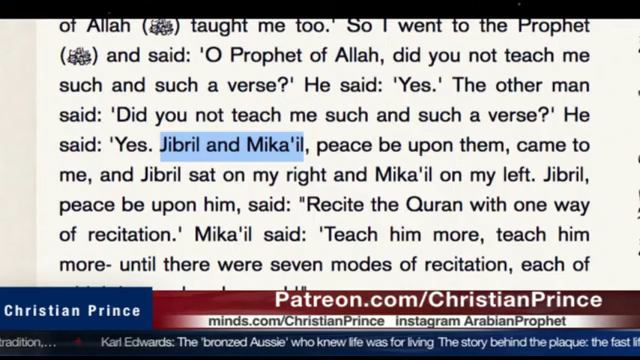 of Allah (ﷺ) taught me too.' So I went to the Prophet
(ﷺ) and said: 'O Prophet of Allah, did you not teach me
such and such a verse?' He said: 'Yes.' The other man
said: 'Did you not teach me such and such a verse?' He
said: 'Yes. Jibril and Mika'il, peace be upon them, came to
me, and Jibril sat on my right and Mika'il on my left. Jibril,
peace be upon him, said: "Recite the Quran with one way
of recitation.' Mika'il said: 'Teach him more, teach him
more- until there were seven modes of recitation, each of
Christian Prince
Patreon.com/ChristianPrince
minds.com/ChristianPrince instagram ArabianProphet
tradition,... Karl Edwards: The 'bronzed Aussie' who knew life was for living The story behind the plaque: the fast